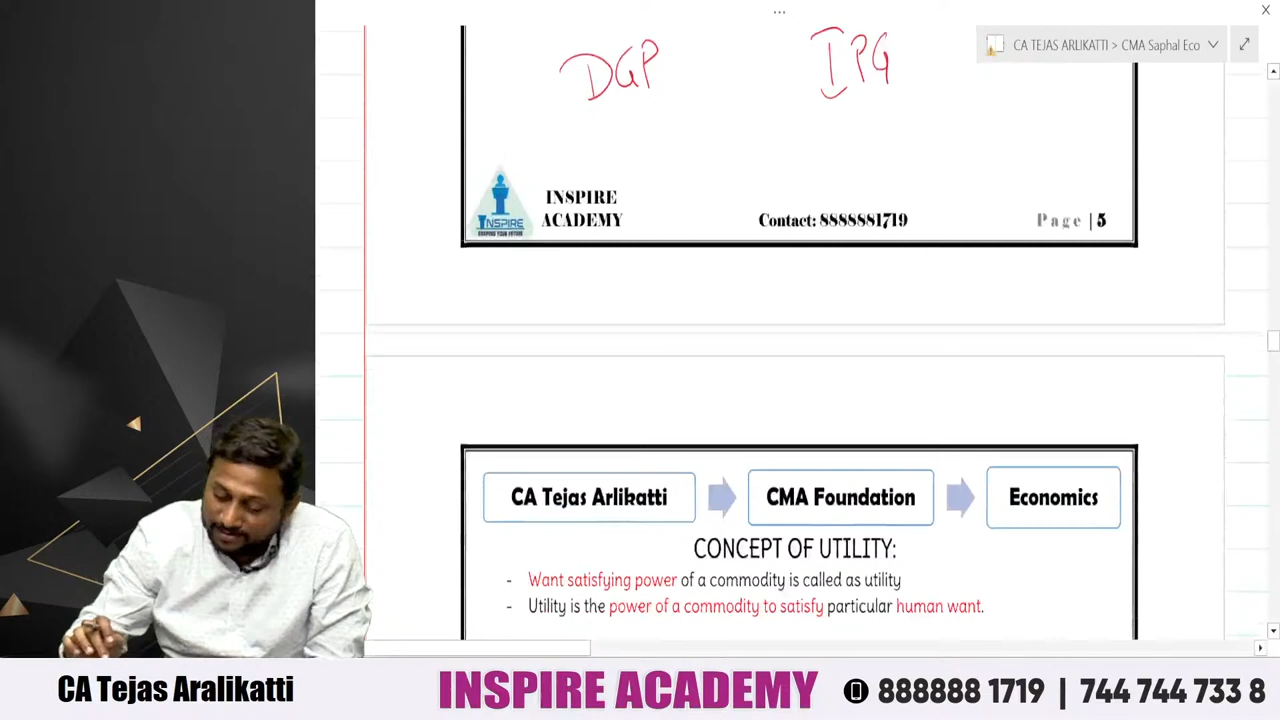 ...
CA TEJAS ARLIKATTI > CMA Saphal Eco
DGP IPG
INSPIRE
ACADEMY
INSPIRE
Contact: 8888881719
Page | 5
CA Tejas Arlikatti
CMA Foundation
Economics
CONCEPT OF UTILITY:
- Want satisfying power of a commodity is called as utility
- Utility is the power of a commodity to satisfy particular human want.
CA Tejas Aralikatti
INSPIRE ACADEMY
888888 1719 | 744 744 733 8